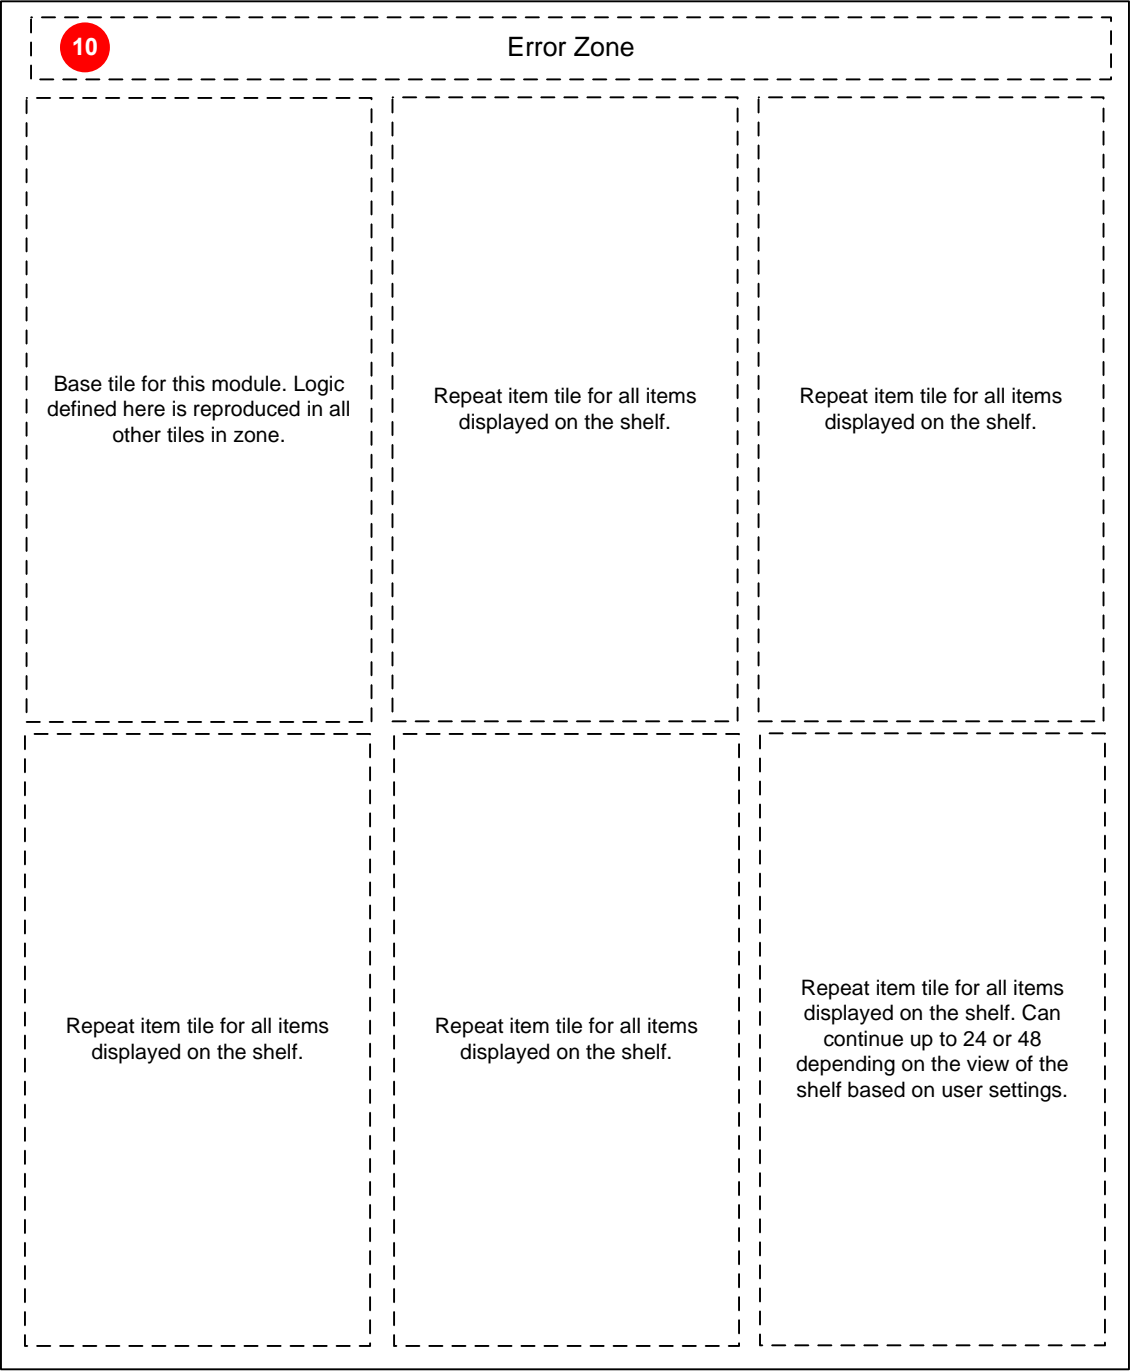 10
Error Zone
Base tile for this module. Logic
defined here is reproduced in all
other tiles in zone.
Repeat item tile for all items
displayed on the shelf.
Repeat item tile for all items
displayed on the shelf.
Repeat item tile for all items
displayed on the shelf.
Repeat item tile for all items
displayed on the shelf.
Repeat item tile for all items
displayed on the shelf. Can
continue up to 24 or 48
depending on the view of the
shelf based on user settings.